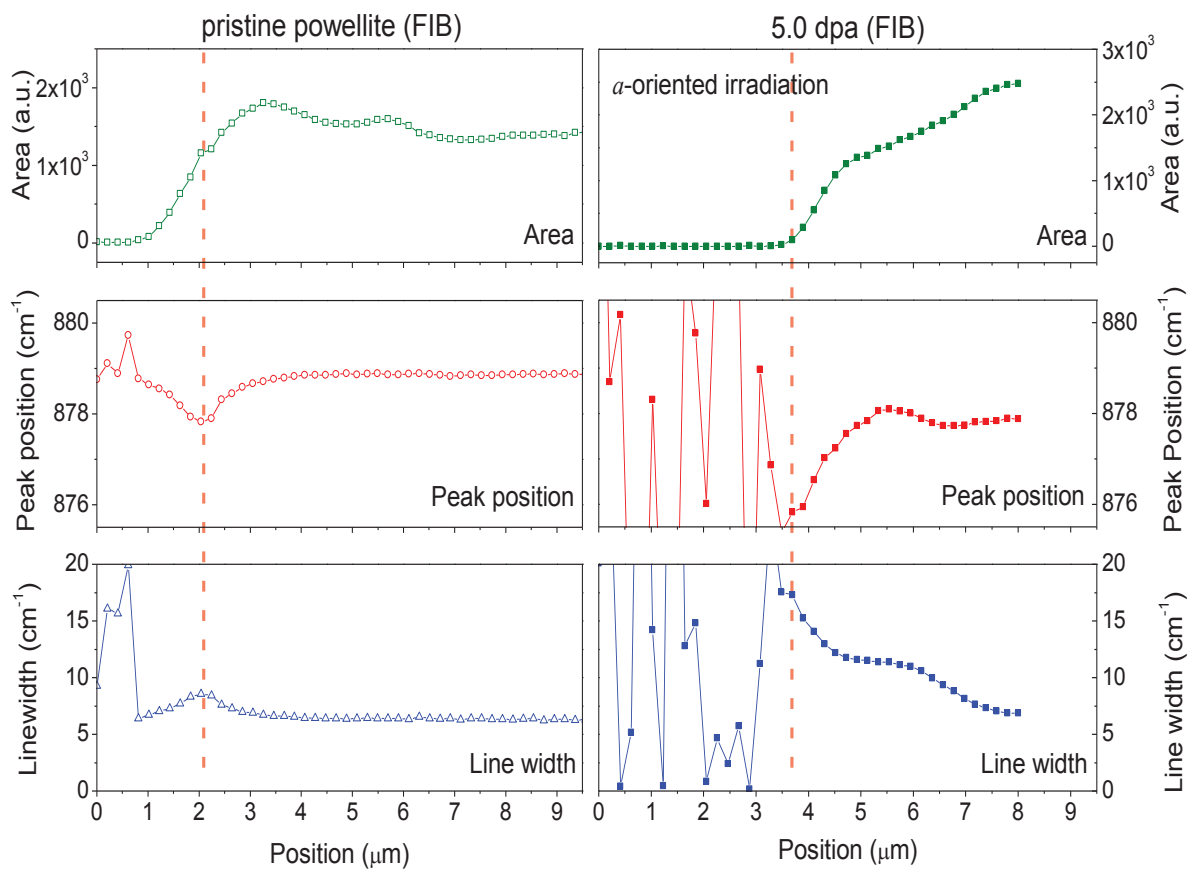 pristine powellite (FIB)
5.0 dpa (FIB)
Area (a.u.)
2x10³
1x10³
0
Area
a-oriented irradiation
Area
3x10³
2x10³
1x10³
0
Area (a.u.)
Peak position (cm⁻¹)
880
878
876
Peak position
Peak position
880
878
876
Peak Position (cm⁻¹)
Linewidth (cm⁻¹)
20
15
10
5
0
Line width
Line width
20
15
10
5
0
Line width (cm⁻¹)
0 1 2 3 4 5 6 7 8 9
0 1 2 3 4 5 6 7 8 9
Position (μm)
Position (μm)